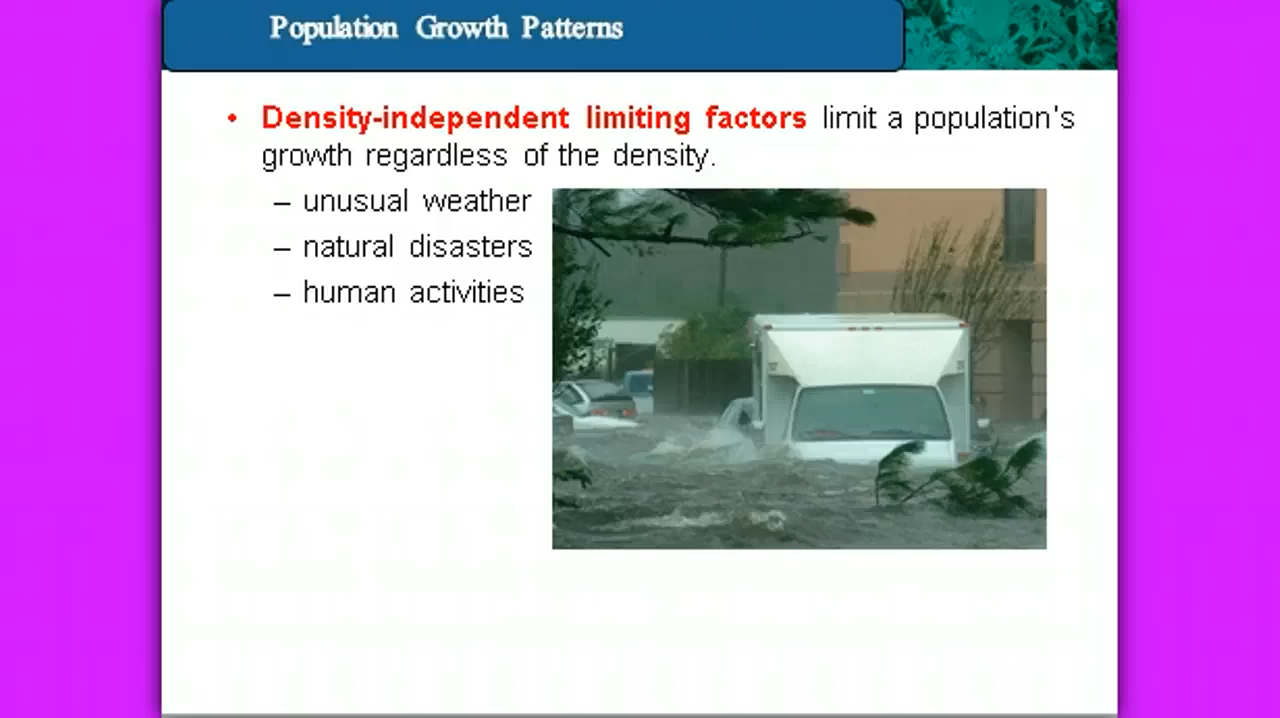 Population Growth Patterns
• Density-independent limiting factors limit a population's
growth regardless of the density.
– unusual weather
– natural disasters
– human activities